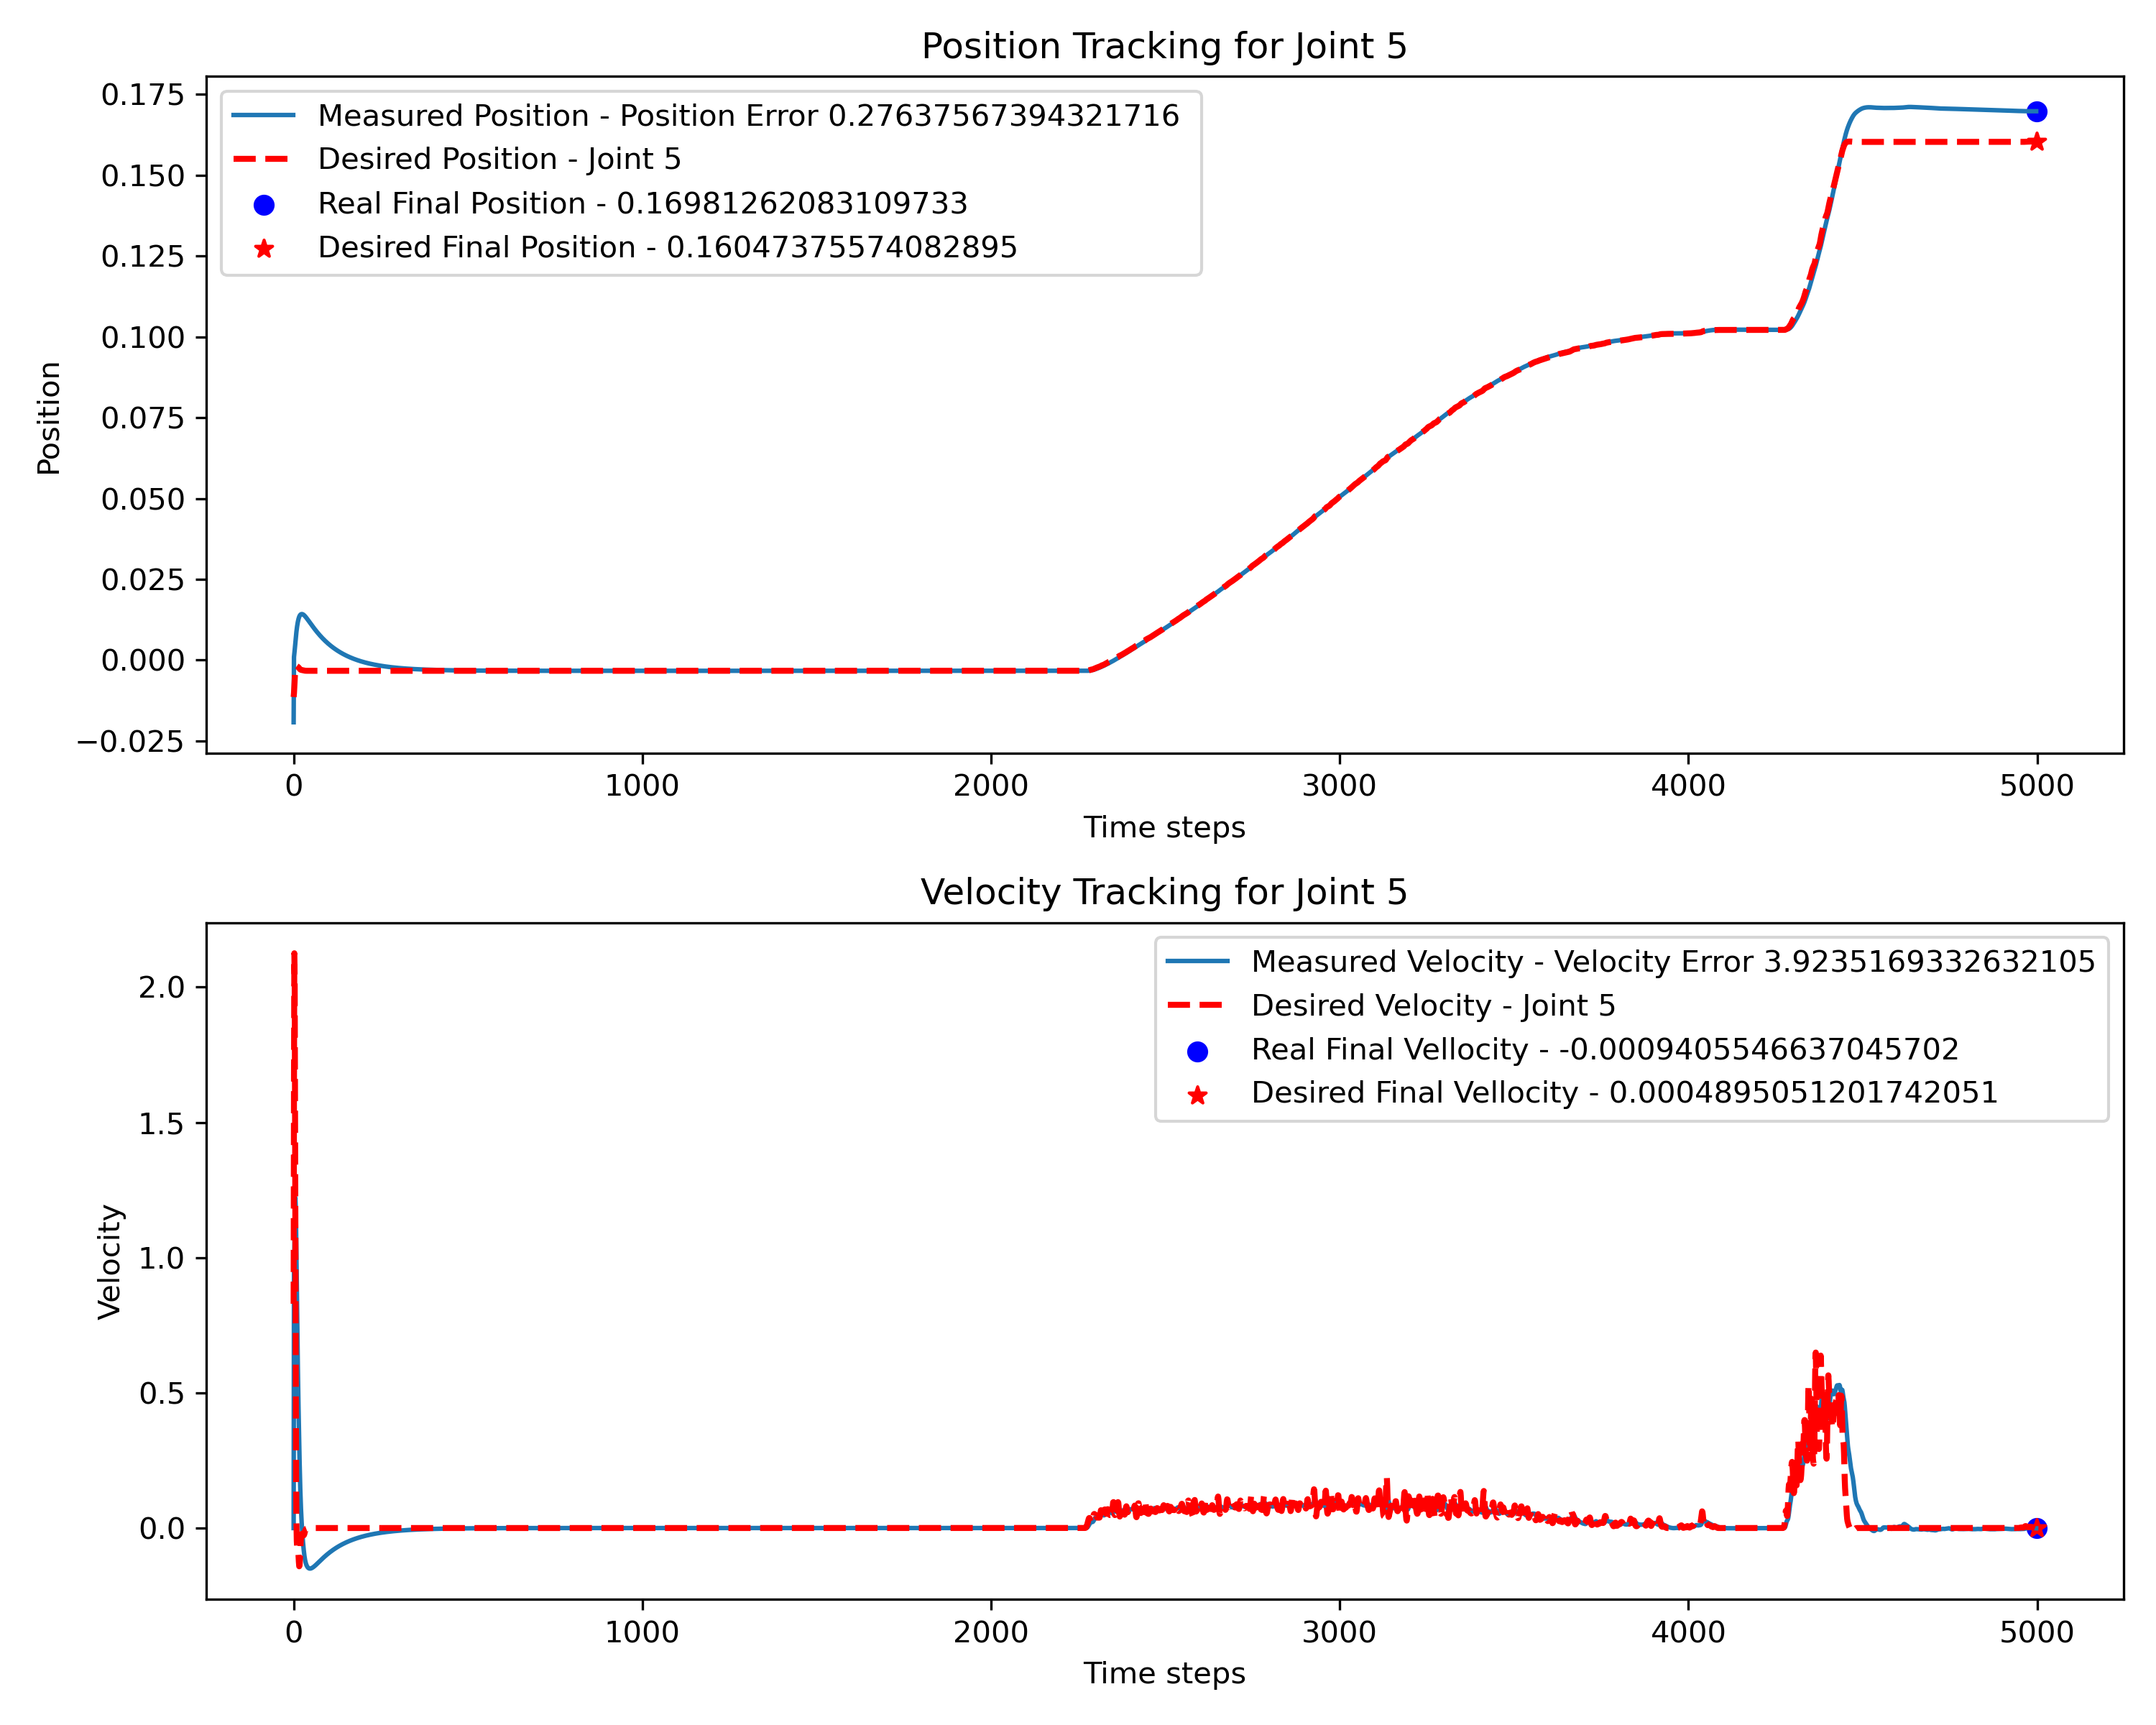 Position Tracking for Joint 5
0.175
0.150
0.125
0.100
0.075
0.050
0.025
0.000
−0.025
Position
Measured Position - Position Error 0.27637567394321716
Desired Position - Joint 5
Real Final Position - 0.16981262083109733
Desired Final Position - 0.16047375574082895
0 1000 2000 3000 4000 5000
Time steps
Velocity Tracking for Joint 5
2.0
1.5
1.0
0.5
0.0
Velocity
Measured Velocity - Velocity Error 3.9235169332632105
Desired Velocity - Joint 5
Real Final Vellocity - -0.0009405546637045702
Desired Final Vellocity - 0.0004895051201742051
0 1000 2000 3000 4000 5000
Time steps